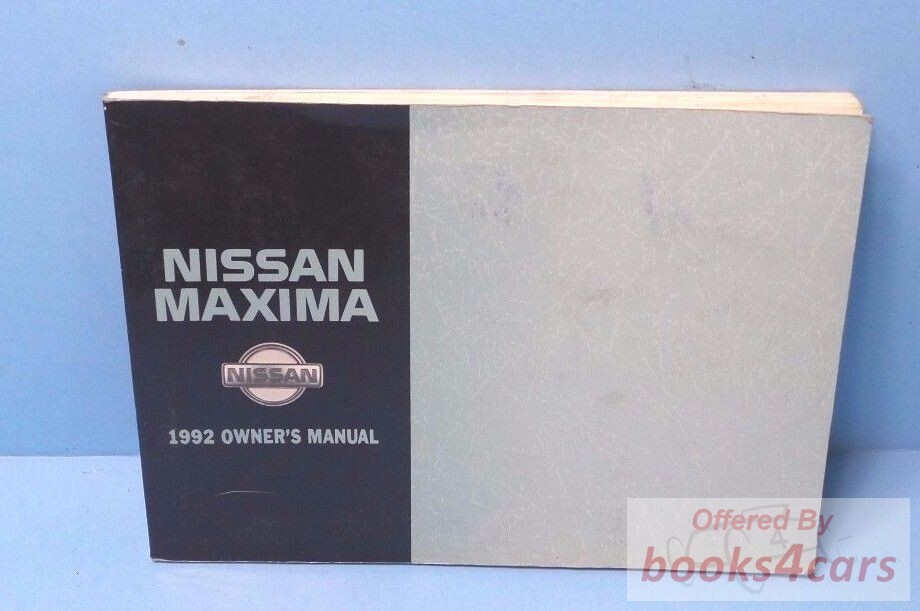 NISSAN
MAXIMA
NISSAN
1992 OWNER'S MANUAL
Offered By
books4cars